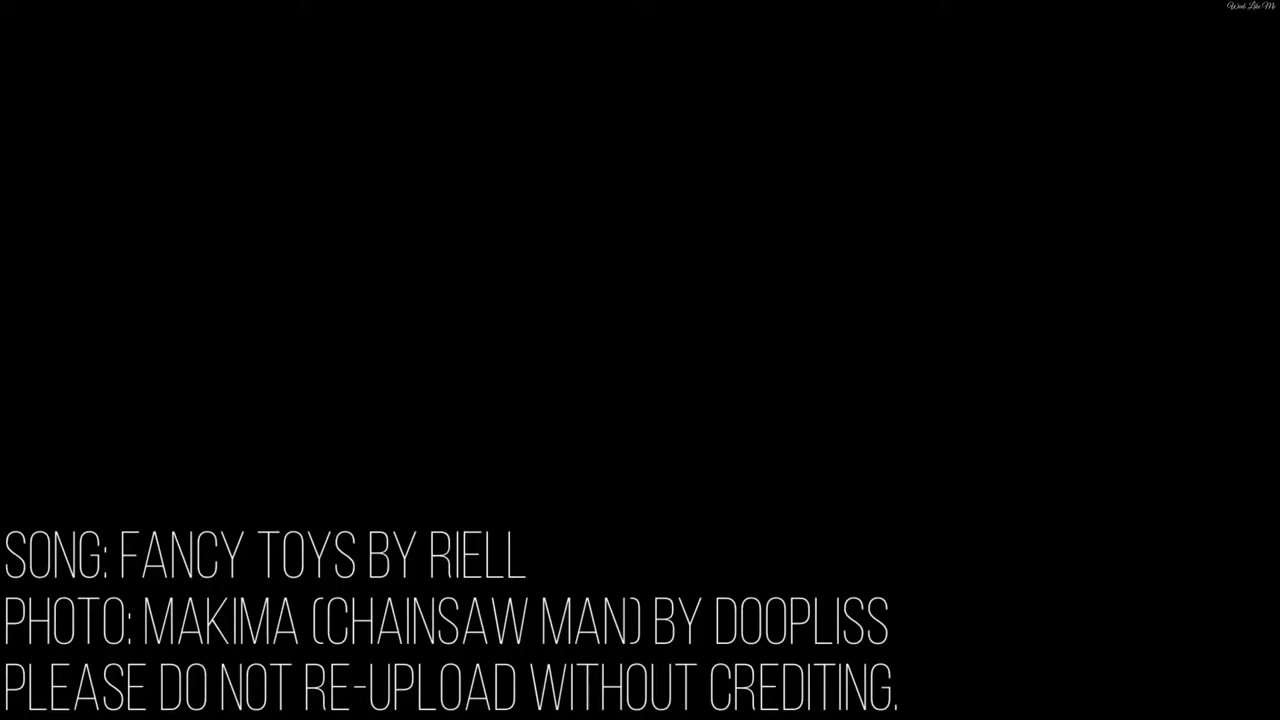 SONG: FANCY TOYS BY RIELL
PHOTO: MAKIMA (CHAINSAW MAN) BY DOOPLISS
PLEASE DO NOT RE-UPLOAD WITHOUT CREDITING.